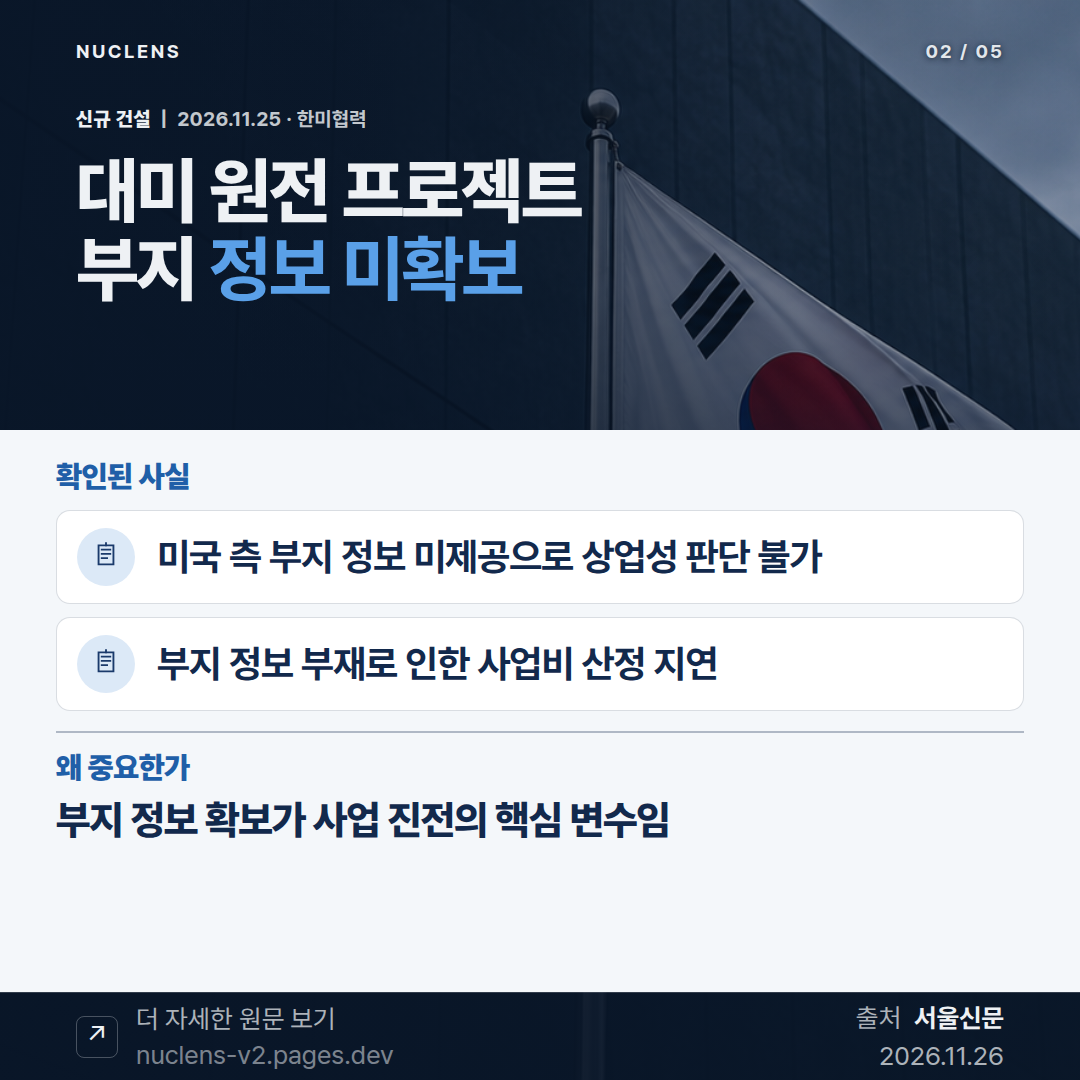 NUCLENS
02 / 05
신규 건설 | 2026.11.25 · 한미협력
대미 원전 프로젝트
부지 정보 미확보
확인된 사실
미국 측 부지 정보 미제공으로 상업성 판단 불가
부지 정보 부재로 인한 사업비 산정 지연
왜 중요한가
부지 정보 확보가 사업 진전의 핵심 변수임
더 자세한 원문 보기
nuclens-v2.pages.dev
출처 서울신문
2026.11.26